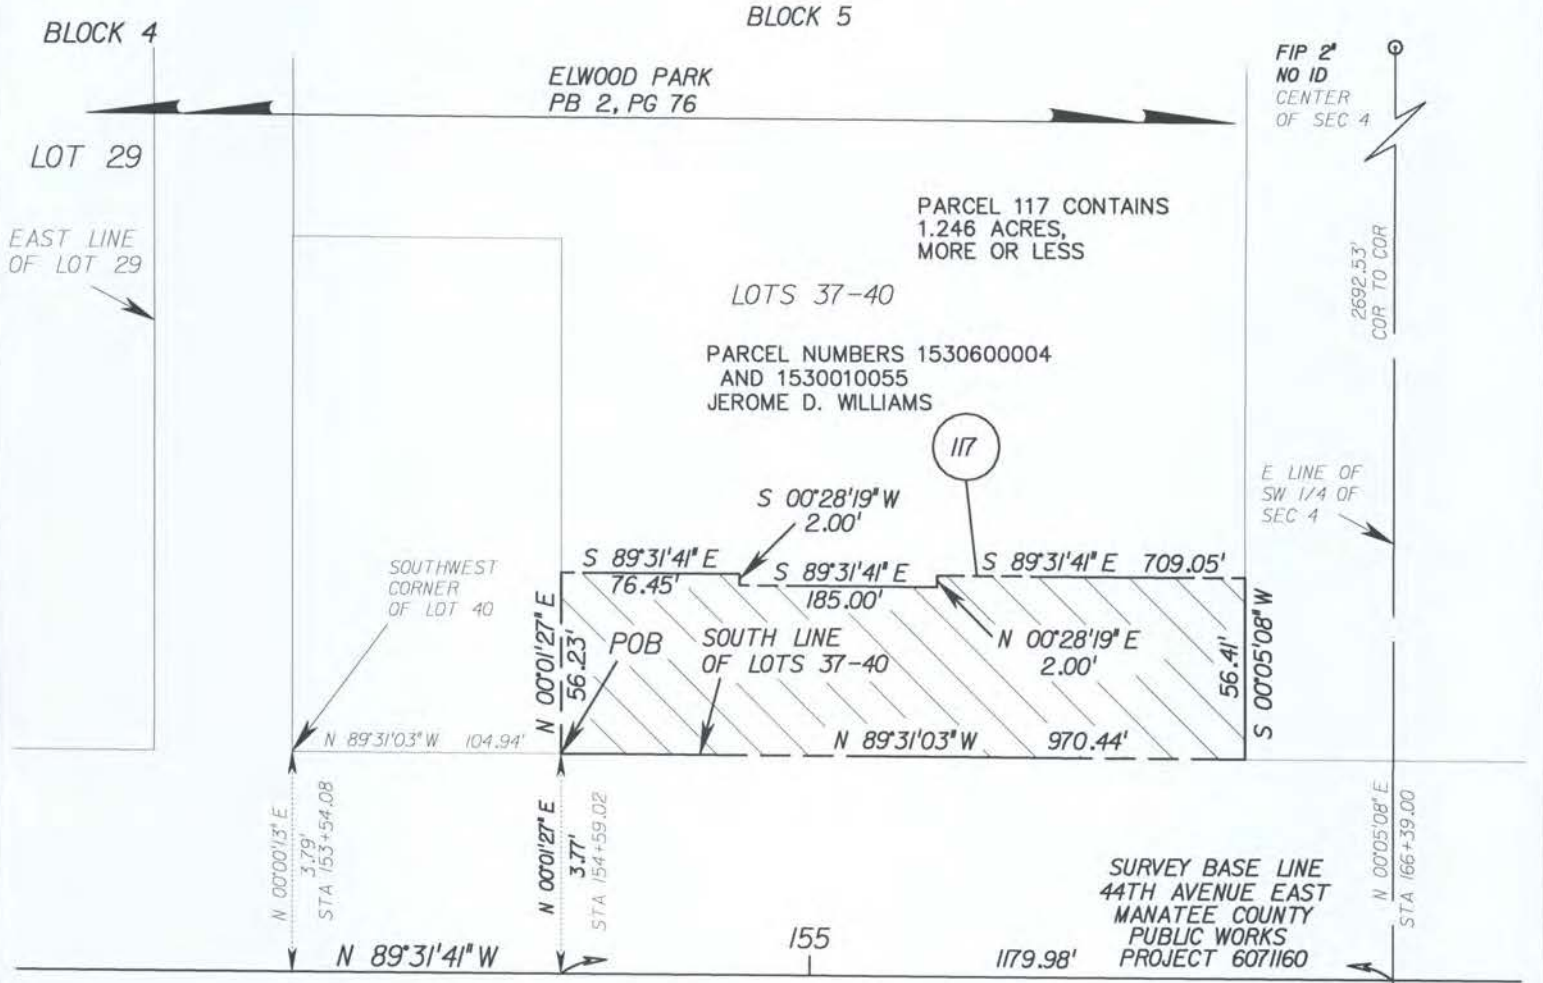 BLOCK 4
BLOCK 5
ELWOOD PARK
PB 2, PG 76
FIP 2"
NO ID
CENTER
OF SEC 4
LOT 29
EAST LINE
OF LOT 29
PARCEL 117 CONTAINS
1.246 ACRES,
MORE OR LESS
2692.53'
COR TO COR
LOTS 37-40
PARCEL NUMBERS 1530600004
AND 1530010055
JEROME D. WILLIAMS
117
E LINE OF
SW 1/4 OF
SEC 4
S 00°28'19" W
2.00'
SOUTHWEST
CORNER
OF LOT 40
S 89°31'41" E
76.45'
S 89°31'41" E
185.00'
S 89°31'41" E 709.05'
N 00°01'27" E
56.23'
POB
SOUTH LINE
OF LOTS 37-40
N 00°28'19" E
2.00'
56.41'
S 00°05'08" W
N 89°31'03" W 104.94'
N 89°31'03" W 970.44'
N 00°00'13" E
3.79'
STA 153+54.08
N 00°01'27" E
3.77'
STA 154+59.02
N 00°05'08" E
STA 166+39.00
SURVEY BASE LINE
44TH AVENUE EAST
MANATEE COUNTY
PUBLIC WORKS
PROJECT 6071160
N 89°31'41" W
155
1179.98'